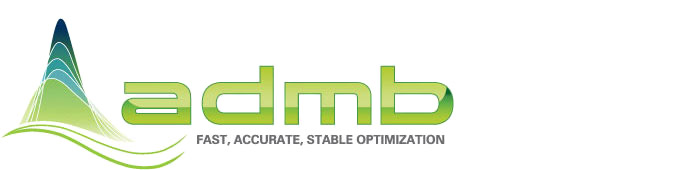 admb
FAST, ACCURATE, STABLE OPTIMIZATION